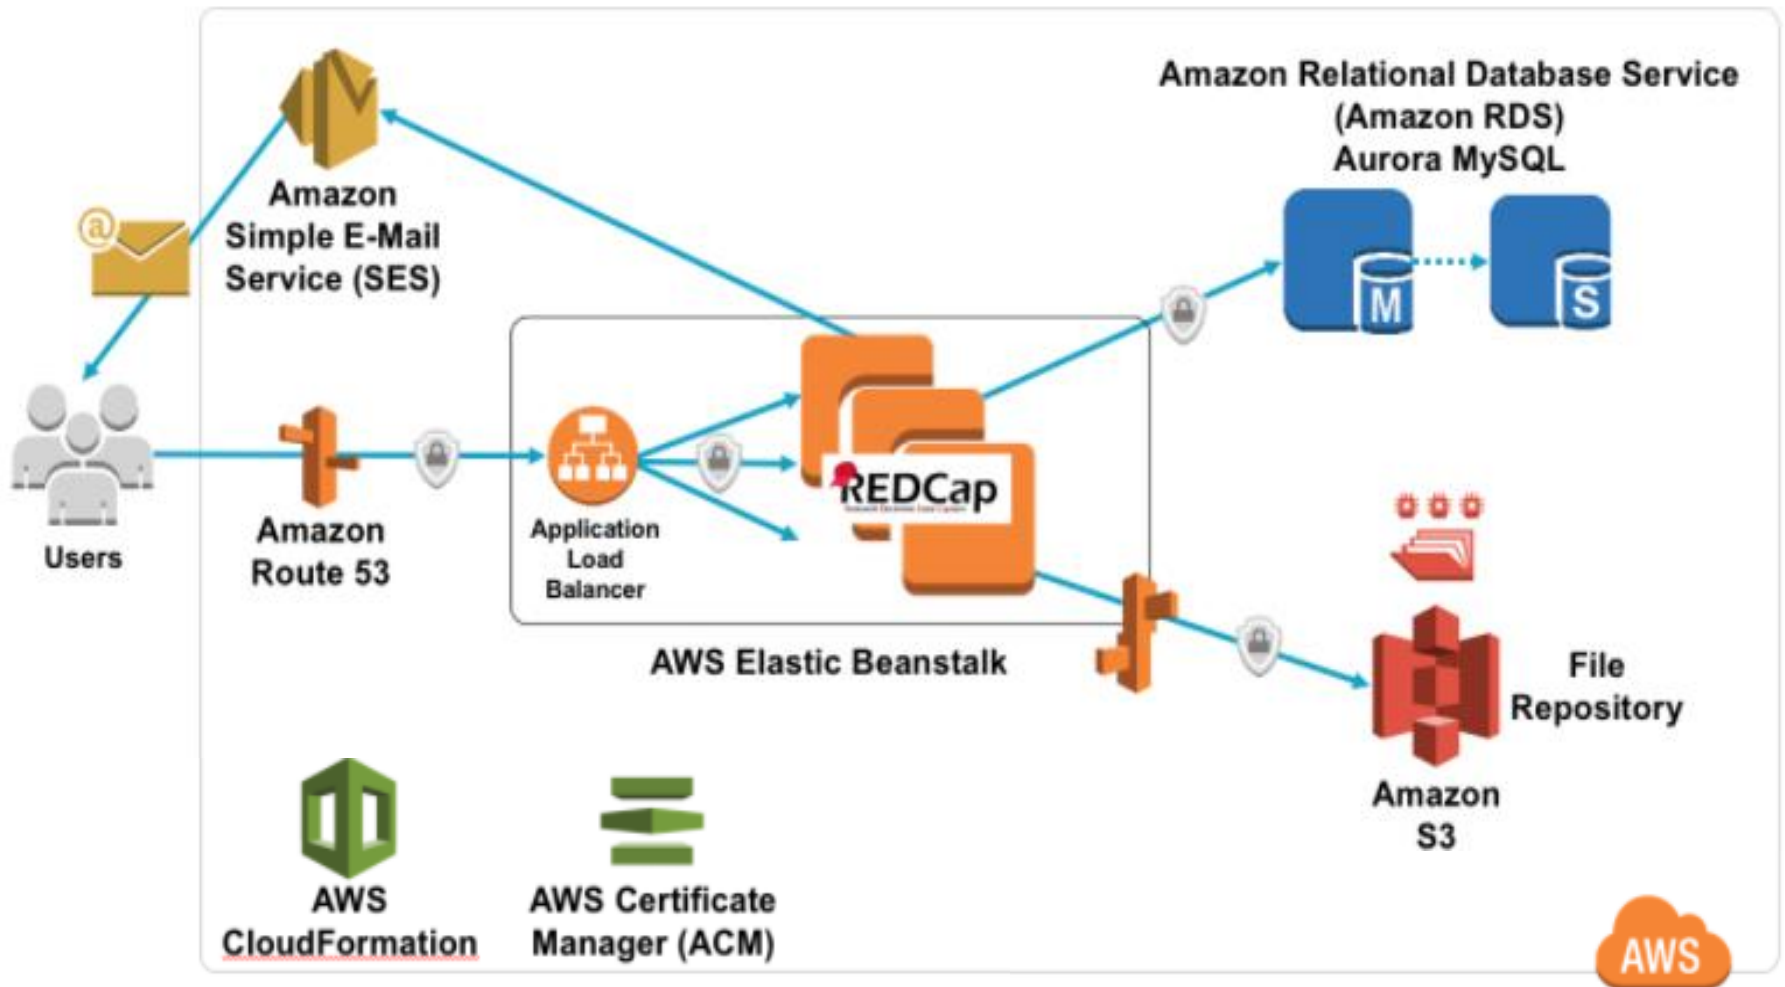 Amazon Relational Database Service
(Amazon RDS)
Aurora MySQL
Amazon
Simple E-Mail
Service (SES)
@
M
S
Users
Amazon
Route 53
Application
Load
Balancer
REDCap
AWS Elastic Beanstalk
File
Repository
Amazon
S3
AWS
CloudFormation
AWS Certificate
Manager (ACM)
AWS